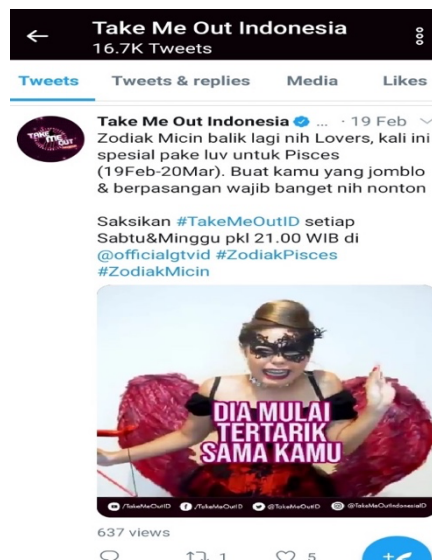 Take Me Out Indonesia
16.7K Tweets
Tweets Tweets & replies Media Likes
Take Me Out Indonesia ... · 19 Feb
Zodiak Micin balik lagi nih Lovers, kali ini
spesial pake luv untuk Pisces
(19Feb-20Mar). Buat kamu yang jomblo
& berpasangan wajib banget nih nonton
Saksikan #TakeMeOutID setiap
Sabtu&Minggu pkl 21.00 WIB di
@officialgtvid #ZodiakPisces
#ZodiakMicin
TAKE ME OUT
DIA MULAI
TERTARIK
SAMA KAMU
/TakeMeOutID /TakeMeOutID @TakeMeOutID @TakeMeOutIndonesiaID
637 views
1 5